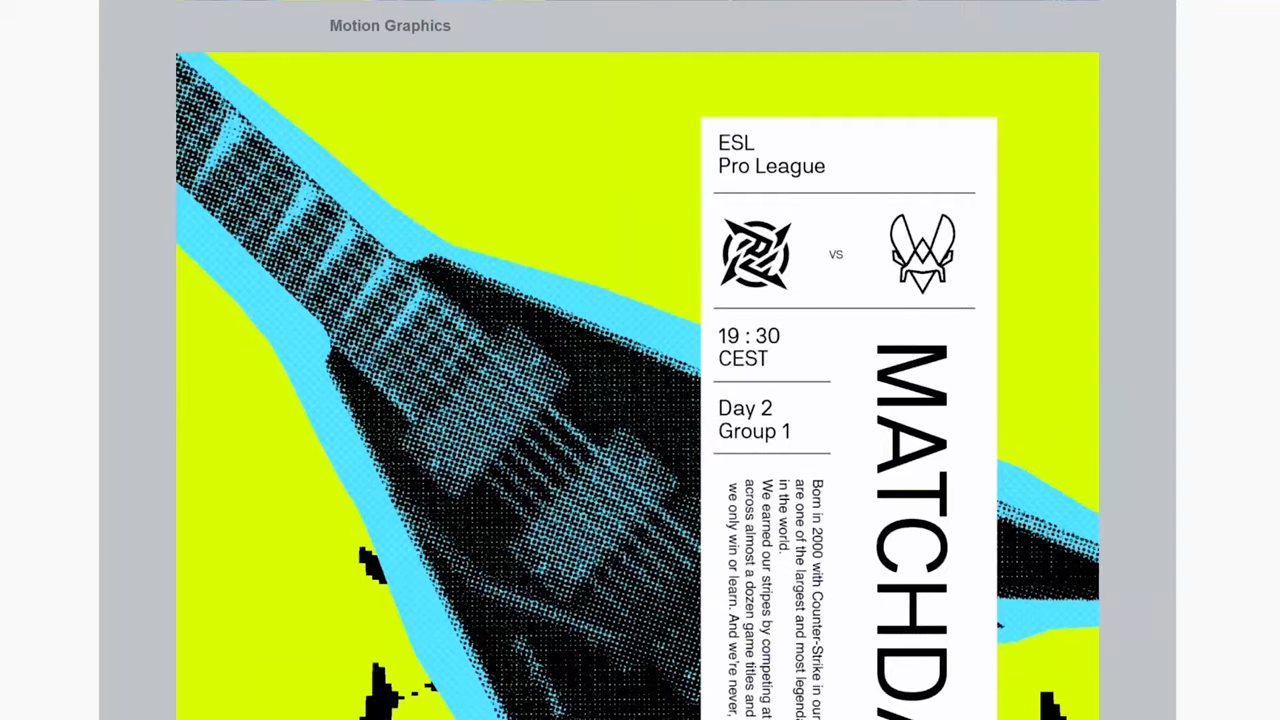 Motion Graphics
ESL
Pro League
VS
19 : 30
CEST
Day 2
Group 1
MATCHDA
Born in 2000 with Counter-Strike in our
are one of the largest and most
in the world.
We earned our stripes by competing at
across almost a dozen game titles and
we only win or learn. And we're never,